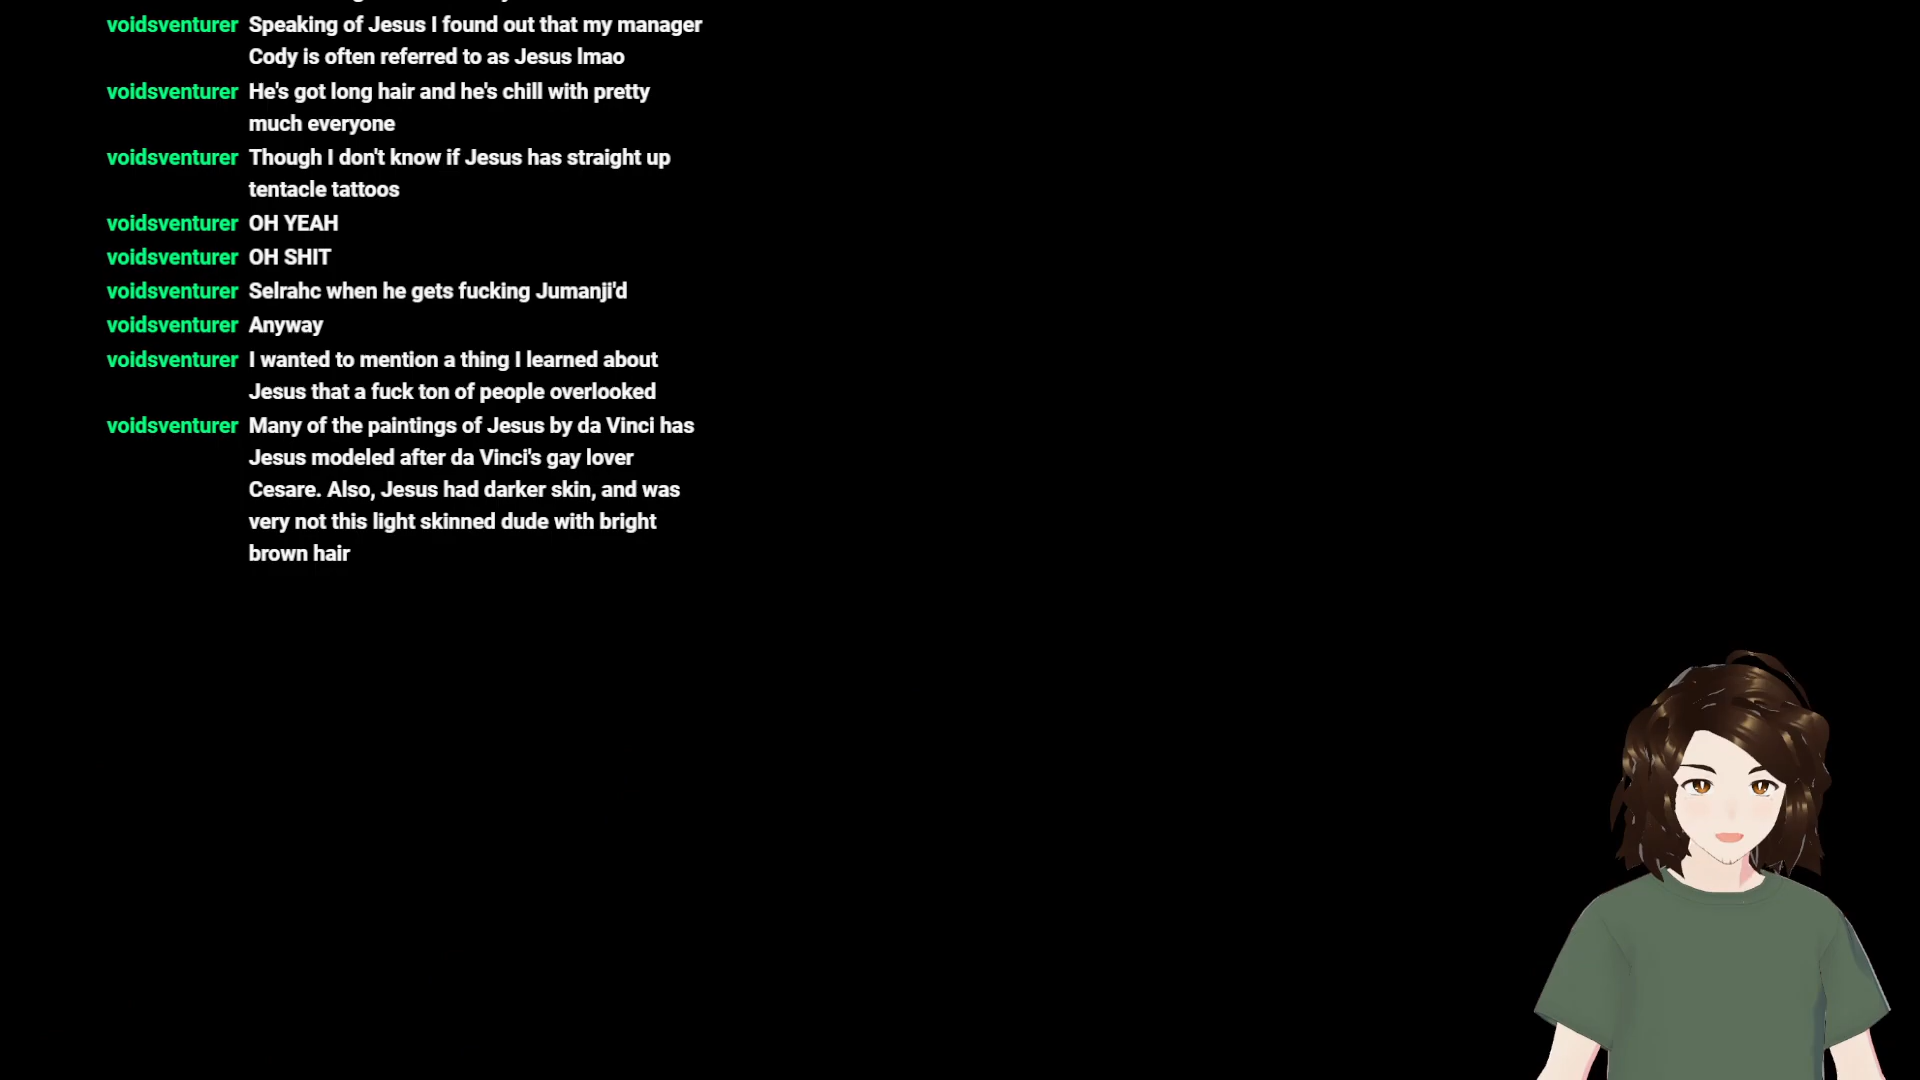 voidsventurer Speaking of Jesus I found out that my manager
Cody is often referred to as Jesus lmao
voidsventurer He's got long hair and he's chill with pretty
much everyone
voidsventurer Though I don't know if Jesus has straight up
tentacle tattoos
voidsventurer OH YEAH
voidsventurer OH SHIT
voidsventurer Selrahc when he gets fucking Jumanji'd
voidsventurer Anyway
voidsventurer I wanted to mention a thing I learned about
Jesus that a fuck ton of people overlooked
voidsventurer Many of the paintings of Jesus by da Vinci has
Jesus modeled after da Vinci's gay lover
Cesare. Also, Jesus had darker skin, and was
very not this light skinned dude with bright
brown hair